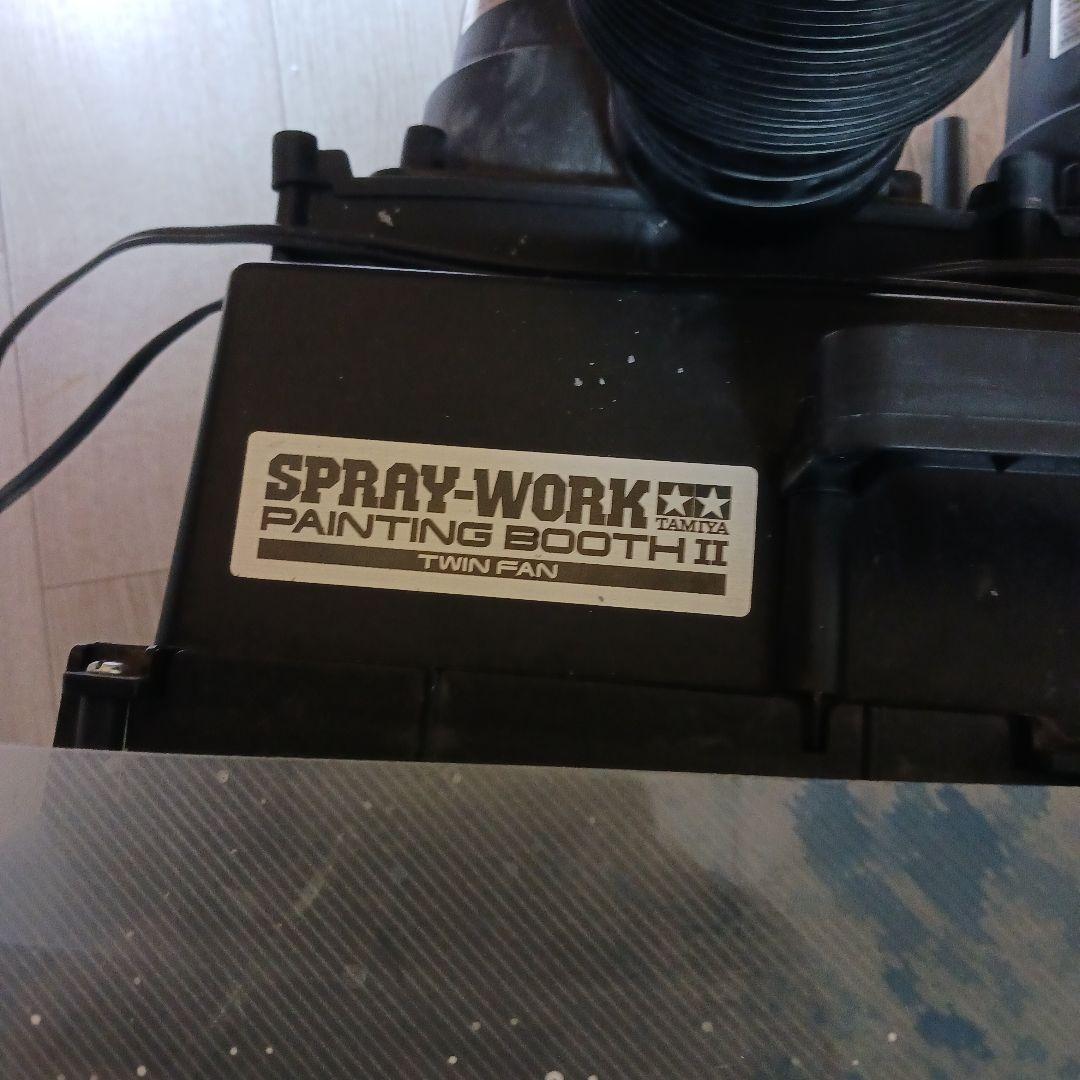 SPRAY-WORK
TAMIYA
PAINTING BOOTH II
TWIN FAN